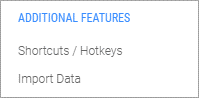 ADDITIONAL FEATURES
Shortcuts / Hotkeys
Import Data